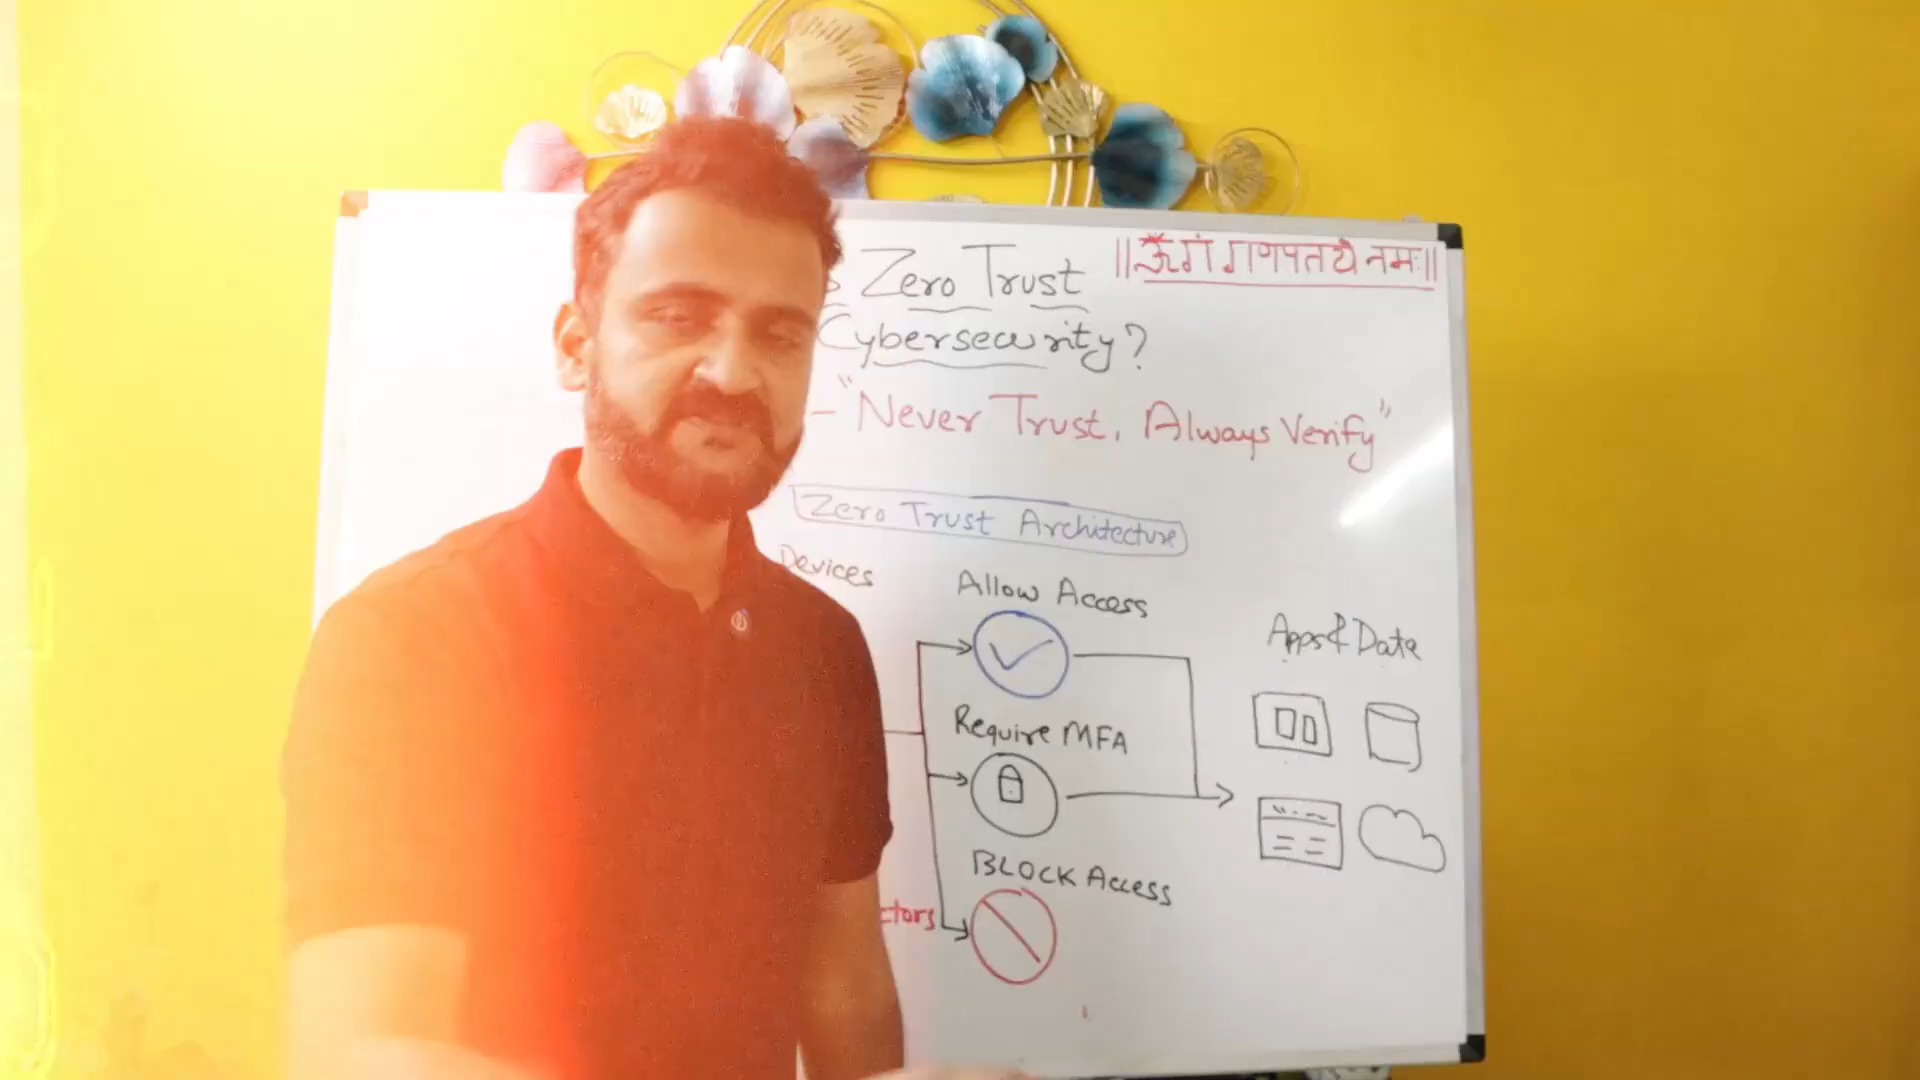 Zero Trust
||ॐ गं गणपतये नमः||
Cybersecurity?
- "Never Trust, Always Verify"
Zero Trust Architecture
Devices
Allow Access
Apps & Data
Require MFA
BLOCK Access
ctors